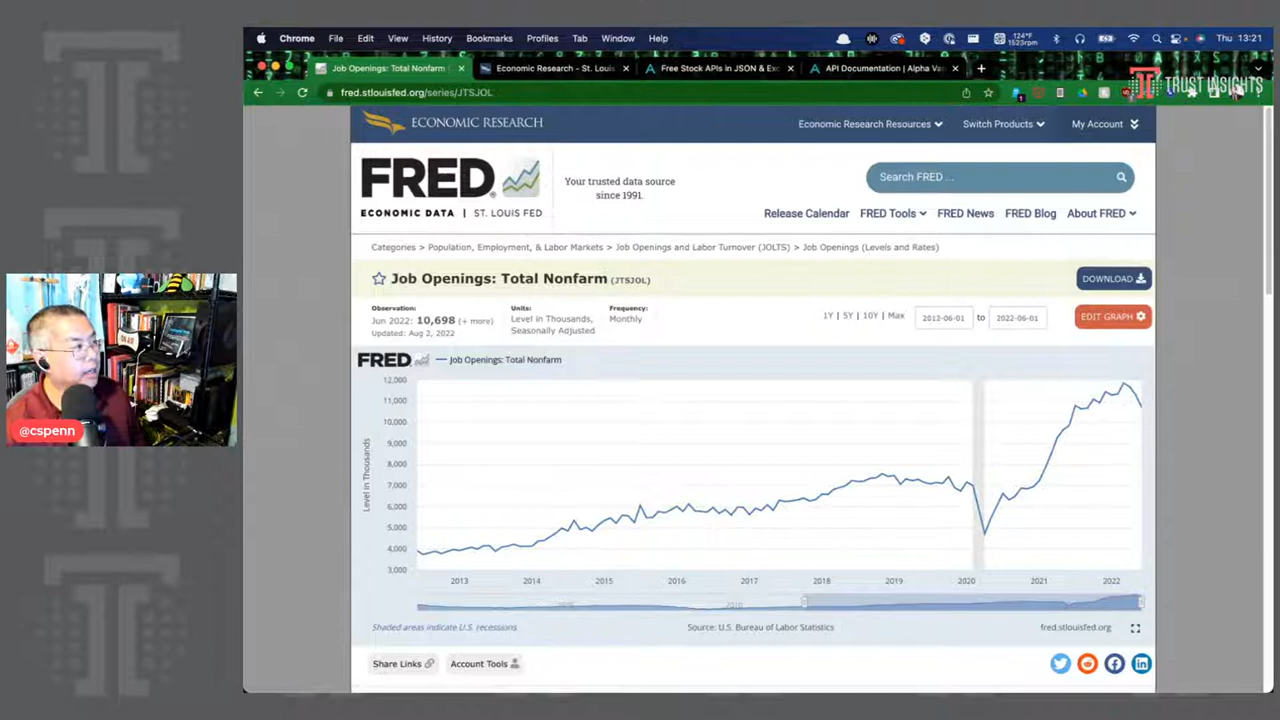 Chrome File Edit View History Bookmarks Profiles Tab Window Help
124°F
1523rpm
Thu 13:21
Job Openings: Total Nonfarm
Economic Research - St. Louis
Free Stock APIs in JSON & Exc
API Documentation | Alpha Va
fred.stlouisfed.org/series/JTSJOL
TRUST INSIGHTS
ECONOMIC RESEARCH
Economic Research Resources
Switch Products
My Account
FRED
ECONOMIC DATA | ST. LOUIS FED
Your trusted data source
since 1991.
Search FRED ...
Release Calendar FRED Tools FRED News FRED Blog About FRED
Categories > Population, Employment, & Labor Markets > Job Openings and Labor Turnover (JOLTS) > Job Openings (Levels and Rates)
Job Openings: Total Nonfarm (JTSJOL)
DOWNLOAD
Observation:
Jun 2022: 10,698 (+ more)
Updated: Aug 2, 2022
Units:
Level in Thousands,
Seasonally Adjusted
Frequency:
Monthly
1Y | 5Y | 10Y | Max
to
2022-06-01
EDIT GRAPH
FRED
Job Openings: Total Nonfarm
Level in Thousands
12,000
11,000
10,000
9,000
8,000
7,000
6,000
5,000
4,000
3,000
2013 2014 2015 2016 2017 2018 2019 2020 2021 2022
2010
Shaded areas indicate U.S. recessions
Source: U.S. Bureau of Labor Statistics
fred.stlouisfed.org
Share Links
Account Tools
@cspenn
ON AIR